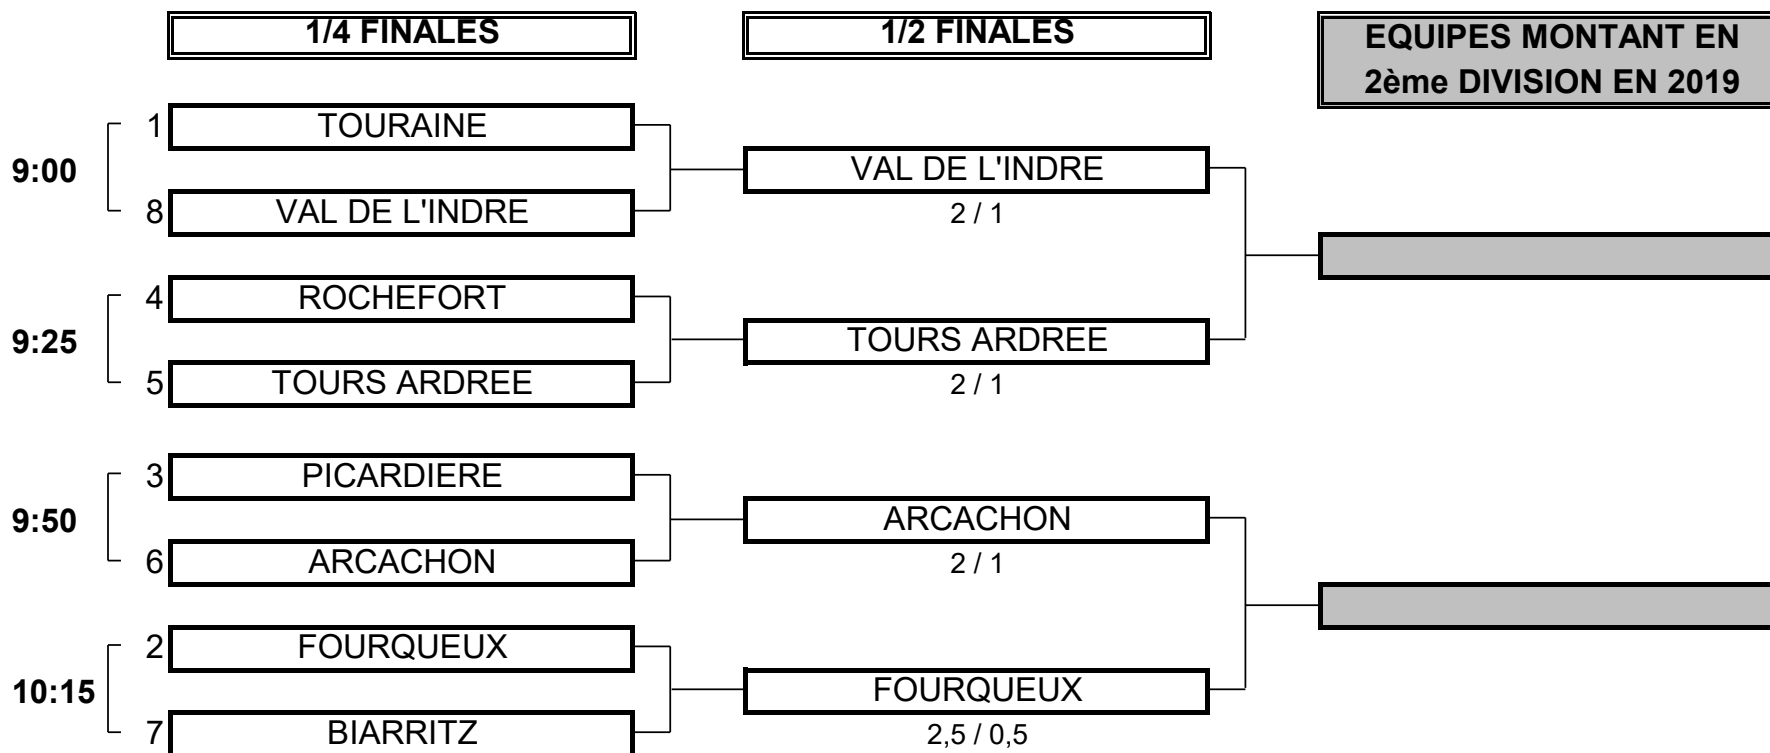 1/4 FINALES
1/2 FINALES
EQUIPES MONTANT EN
2ème DIVISION EN 2019
1 TOURAINE
9:00
VAL DE L'INDRE
8 VAL DE L'INDRE
2 / 1
4 ROCHEFORT
9:25
TOURS ARDREE
5 TOURS ARDREE
2 / 1
3 PICARDIERE
9:50
ARCACHON
6 ARCACHON
2 / 1
2 FOURQUEUX
10:15
FOURQUEUX
7 BIARRITZ
2,5 / 0,5